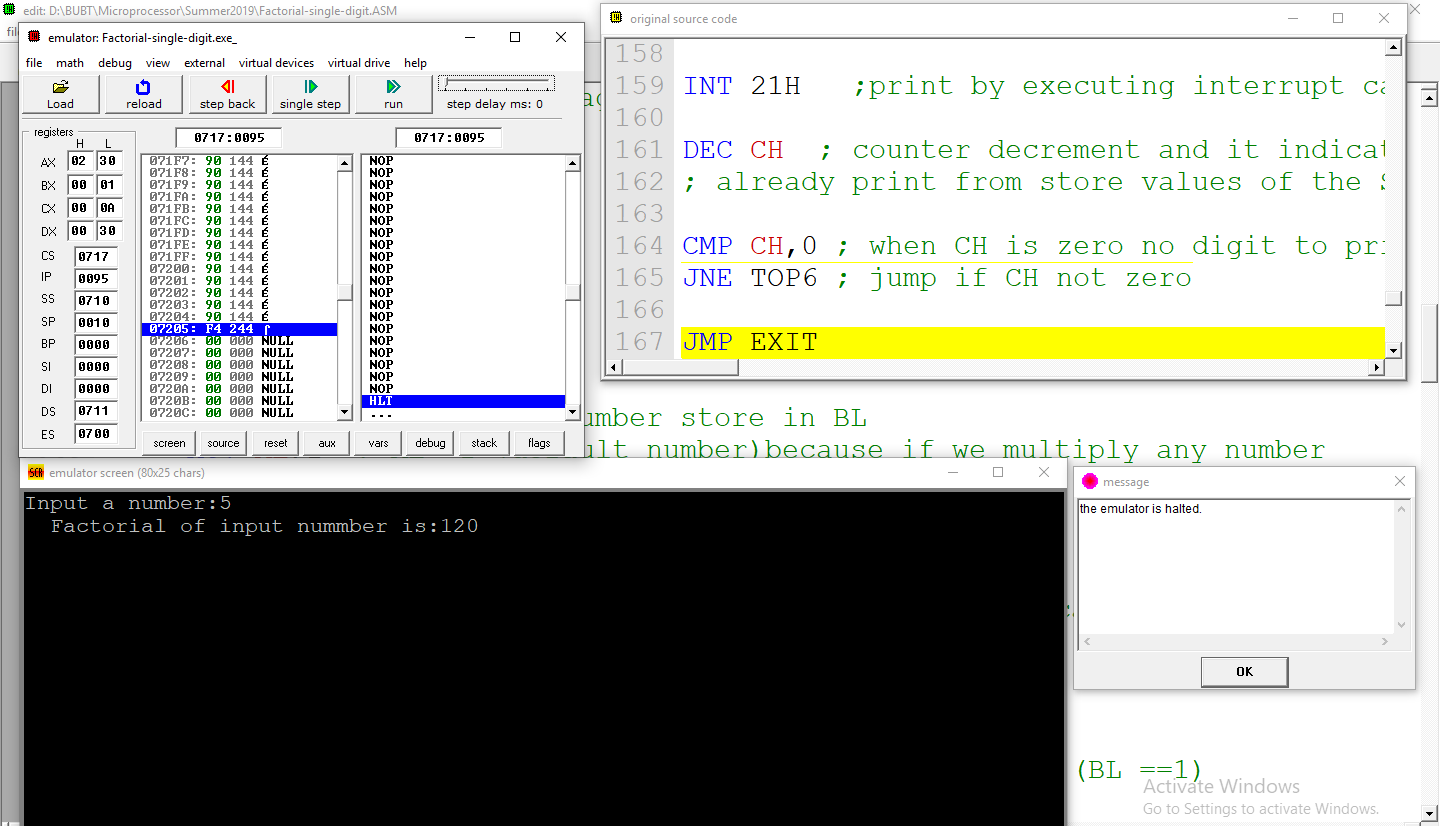 edit: D:\BUBT\Microprocessor\Summer2019\Factorial-single-digit.ASM
emulator: Factorial-single-digit.exe_
file math debug view external virtual devices virtual drive help
Load reload step back single step run step delay ms: 0
registers
H L
AX 02 30
BX 00 01
CX 00 0A
DX 00 30
CS 0717
IP 0095
SS 0710
SP 0010
BP 0000
SI 0000
DI 0000
DS 0711
ES 0700
0717:0095 0717:0095
071F7: 90 144 É NOP
071F8: 90 144 É NOP
071F9: 90 144 É NOP
071FA: 90 144 É NOP
071FB: 90 144 É NOP
071FC: 90 144 É NOP
071FD: 90 144 É NOP
071FE: 90 144 É NOP
071FF: 90 144 É NOP
07200: 90 144 É NOP
07201: 90 144 É NOP
07202: 90 144 É NOP
07203: 90 144 É NOP
07204: 90 144 É NOP
07205: F4 244 ⌠ NOP
07206: 00 000 NULL NOP
07207: 00 000 NULL NOP
07208: 00 000 NULL NOP
07209: 00 000 NULL NOP
0720A: 00 000 NULL NOP
0720B: 00 000 NULL HLT
0720C: 00 000 NULL ...
screen source reset aux vars debug stack flags
original source code
158
159 INT 21H ;print by executing interrupt ca
160
161 DEC CH ; counter decrement and it indicat
162 ; already print from store values of the S
163
164 CMP CH,0 ; when CH is zero no digit to pri
165 JNE TOP6 ; jump if CH not zero
166
167 JMP EXIT
umber store in BL
ult number)because if we multiply any number
emulator screen (80x25 chars)
Input a number:5
Factorial of input nummber is:120
message
the emulator is halted.
OK
(BL ==1)
Activate Windows
Go to Settings to activate Windows.